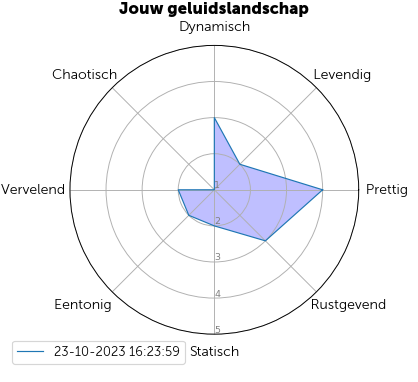 Jouw geluidslandschap
Dynamisch
Chaotisch
Levendig
Vervelend
1
Prettig
2
3
4
Eentonig
Rustgevend
5
23-10-2023 16:23:59
Statisch